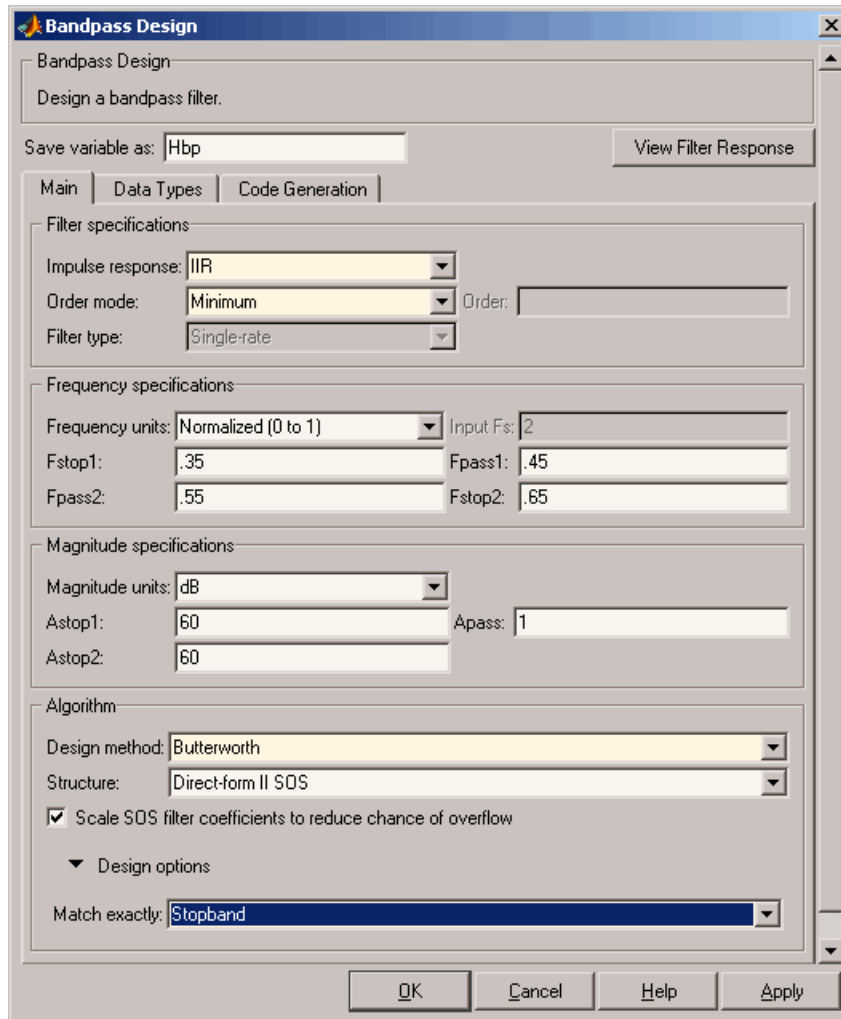 Bandpass Design
Bandpass Design
Design a bandpass filter.
Save variable as: Hbp View Filter Response
Main Data Types Code Generation
Filter specifications
Impulse response: IIR
Order mode: Minimum Order:
Filter type: Single-rate
Frequency specifications
Frequency units: Normalized (0 to 1) Input Fs: 2
Fstop1: .35 Fpass1: .45
Fpass2: .55 Fstop2: .65
Magnitude specifications
Magnitude units: dB
Astop1: 60 Apass: 1
Astop2: 60
Algorithm
Design method: Butterworth
Structure: Direct-form II SOS
Scale SOS filter coefficients to reduce chance of overflow
Design options
Match exactly: Stopband
OK Cancel Help Apply